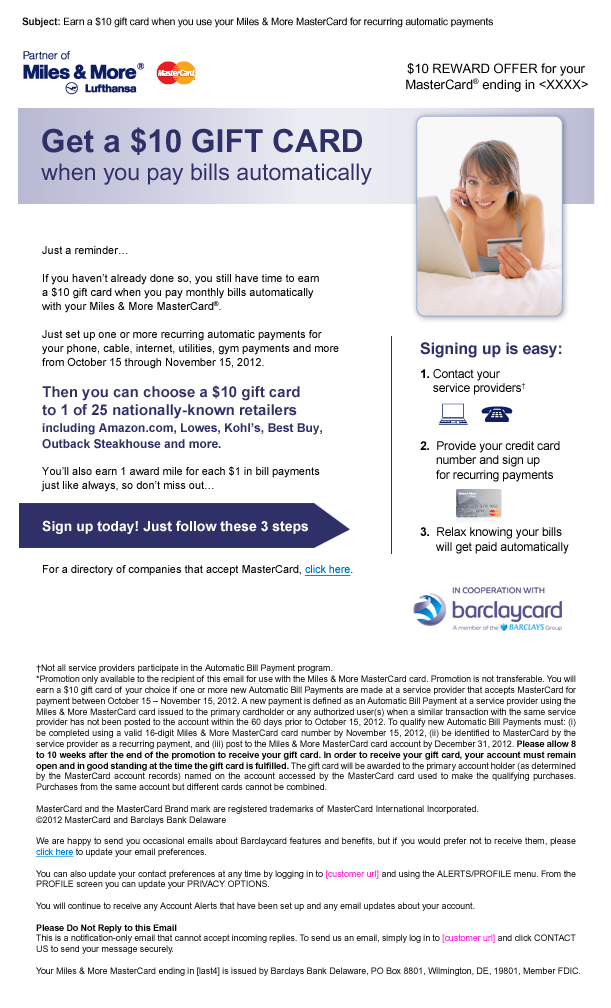 Subject: Earn a $10 gift card when you use your Miles & More MasterCard for recurring automatic payments
Partner of
Miles & More®
Lufthansa
MasterCard
$10 REWARD OFFER for your
MasterCard® ending in <XXXX>
Get a $10 GIFT CARD
when you pay bills automatically
Just a reminder…
If you haven't already done so, you still have time to earn
a $10 gift card when you pay monthly bills automatically
with your Miles & More MasterCard®.
Just set up one or more recurring automatic payments for
your phone, cable, internet, utilities, gym payments and more
from October 15 through November 15, 2012.
Then you can choose a $10 gift card
to 1 of 25 nationally-known retailers
including Amazon.com, Lowes, Kohl's, Best Buy,
Outback Steakhouse and more.
You'll also earn 1 award mile for each $1 in bill payments
just like always, so don't miss out…
Sign up today! Just follow these 3 steps
For a directory of companies that accept MasterCard, click here.
Signing up is easy:
1. Contact your
service providers†
2. Provide your credit card
number and sign up
for recurring payments
3. Relax knowing your bills
will get paid automatically
IN COOPERATION WITH
barclaycard
A member of the BARCLAYS Group
†Not all service providers participate in the Automatic Bill Payment program.
*Promotion only available to the recipient of this email for use with the Miles & More MasterCard card. Promotion is not transferable. You will
earn a $10 gift card of your choice if one or more new Automatic Bill Payments are made at a service provider that accepts MasterCard for
payment between October 15 – November 15, 2012. A new payment is defined as an Automatic Bill Payment at a service provider using the
Miles & More MasterCard card issued to the primary cardholder or any authorized user(s) when a similar transaction with the same service
provider has not been posted to the account within the 60 days prior to October 15, 2012. To qualify new Automatic Bill Payments must: (i)
be completed using a valid 16-digit Miles & More MasterCard card number by November 15, 2012, (ii) be identified to MasterCard by the
service provider as a recurring payment, and (iii) post to the Miles & More MasterCard card account by December 31, 2012. Please allow 8
to 10 weeks after the end of the promotion to receive your gift card. In order to receive your gift card, your account must remain
open and in good standing at the time the gift card is fulfilled. The gift card will be awarded to the primary account holder (as determined
by the MasterCard account records) named on the account accessed by the MasterCard card used to make the qualifying purchases.
Purchases from the same account but different cards cannot be combined.
MasterCard and the MasterCard Brand mark are registered trademarks of MasterCard International Incorporated.
©2012 MasterCard and Barclays Bank Delaware
We are happy to send you occasional emails about Barclaycard features and benefits, but if you would prefer not to receive them, please
click here to update your email preferences.
You can also update your contact preferences at any time by logging in to [customer url] and using the ALERTS/PROFILE menu. From the
PROFILE screen you can update your PRIVACY OPTIONS.
You will continue to receive any Account Alerts that have been set up and any email updates about your account.
Please Do Not Reply to this Email
This is a notification-only email that cannot accept incoming replies. To send us an email, simply log in to [customer url] and click CONTACT
US to send your message securely.
Your Miles & More MasterCard ending in [last4] is issued by Barclays Bank Delaware, PO Box 8801, Wilmington, DE, 19801, Member FDIC.